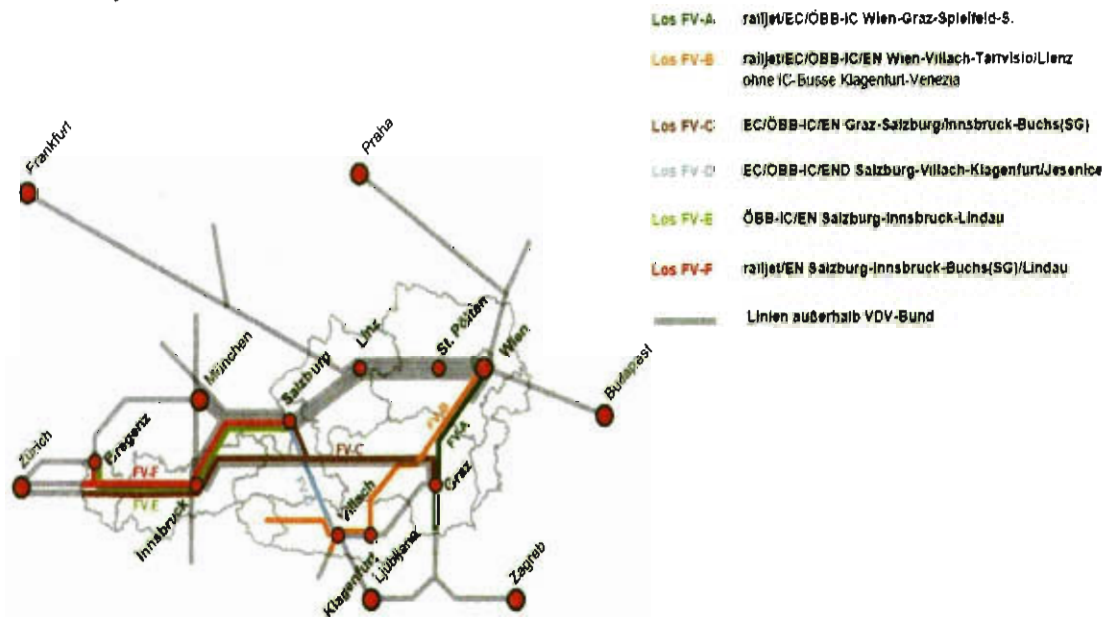 Los FV-A railjet/EC/ÖBB-IC Wien-Graz-Spielfeld-S.
Los FV-B railjet/EC/ÖBB-IC/EN Wien-Villach-Tarvisio/Lienz
ohne IC-Busse Klagenfurt-Venezia
Los FV-C EC/ÖBB-IC/EN Graz-Salzburg/Innsbruck-Buchs(SG)
Los FV-D EC/ÖBB-IC/END Salzburg-Villach-Klagenfurt/Jesenice
Los FV-E ÖBB-IC/EN Salzburg-Innsbruck-Lindau
Los FV-F railjet/EN Salzburg-Innsbruck-Buchs(SG)/Lindau
Linien außerhalb VDV-Bund
Frankfurt
Praha
München
Salzburg
Linz
St. Pölten
Wien
Budapest
Zürich
Bregenz
FV-F
FV-E
FV-C
FV-B
FV-A
Innsbruck
Villach
Graz
Klagenfurt
Ljubljana
Zagreb